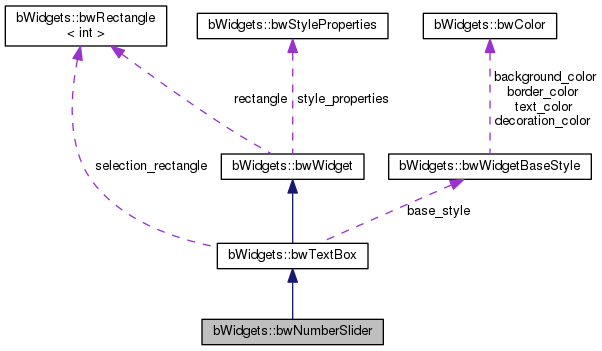 bWidgets::bwRectangle
< int >
bWidgets::bwStyleProperties
bWidgets::bwColor
rectangle
style_properties
background_color
border_color
text_color
decoration_color
selection_rectangle
bWidgets::bwWidget
bWidgets::bwWidgetBaseStyle
base_style
bWidgets::bwTextBox
bWidgets::bwNumberSlider